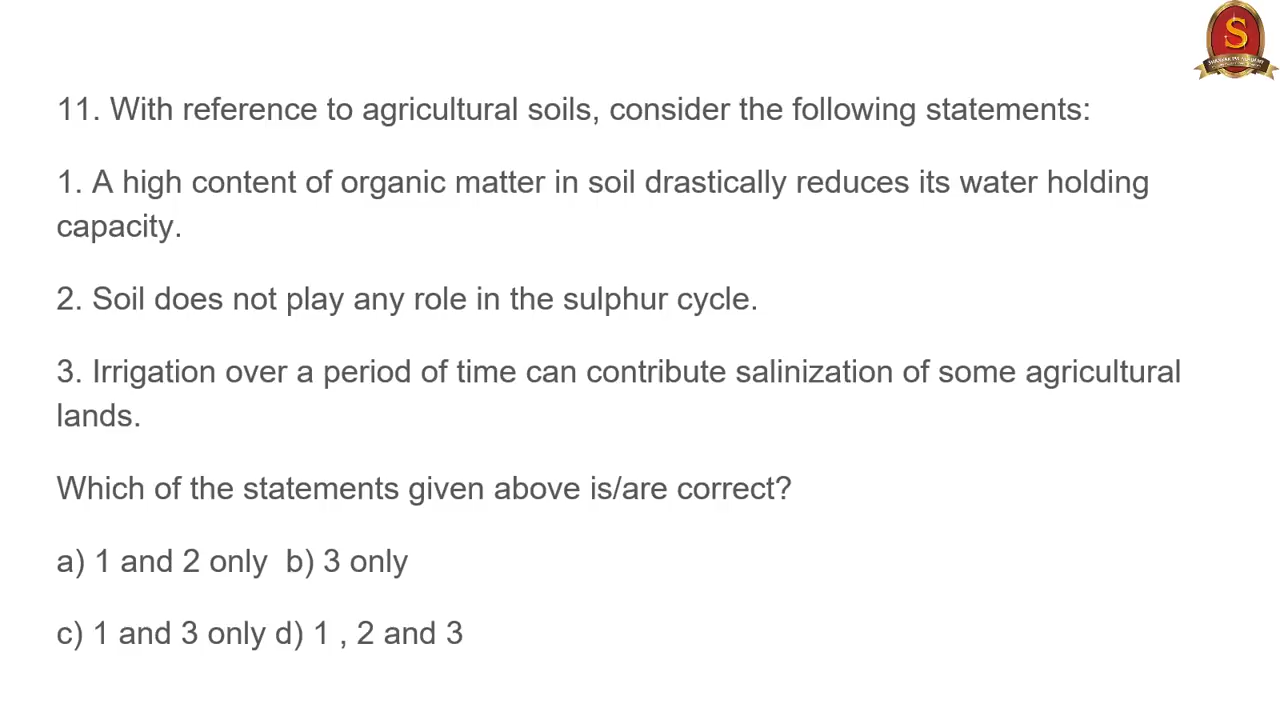 S
11. With reference to agricultural soils, consider the following statements:
1. A high content of organic matter in soil drastically reduces its water holding
capacity.
2. Soil does not play any role in the sulphur cycle.
3. Irrigation over a period of time can contribute salinization of some agricultural
lands.
Which of the statements given above is/are correct?
a) 1 and 2 only  b) 3 only
c) 1 and 3 only d) 1 , 2 and 3